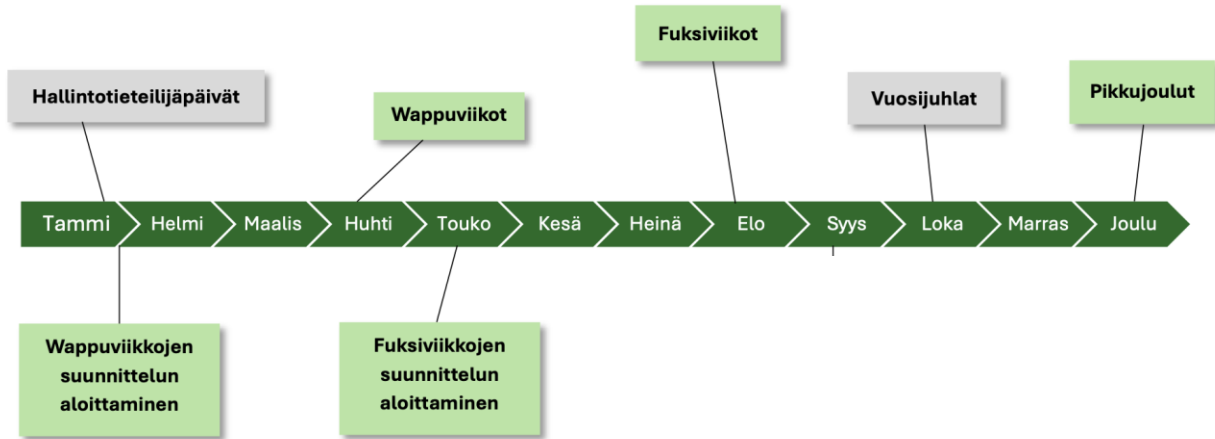 Fuksiviikot
Hallintotieteilijäpäivät
Wappuviikot
Vuosijuhlat
Pikkujoulut
Tammi Helmi Maalis Huhti Touko Kesä Heinä Elo Syys Loka Marras Joulu
Wappuviikkojen
suunnittelun
aloittaminen
Fuksiviikkojen
suunnittelun
aloittaminen